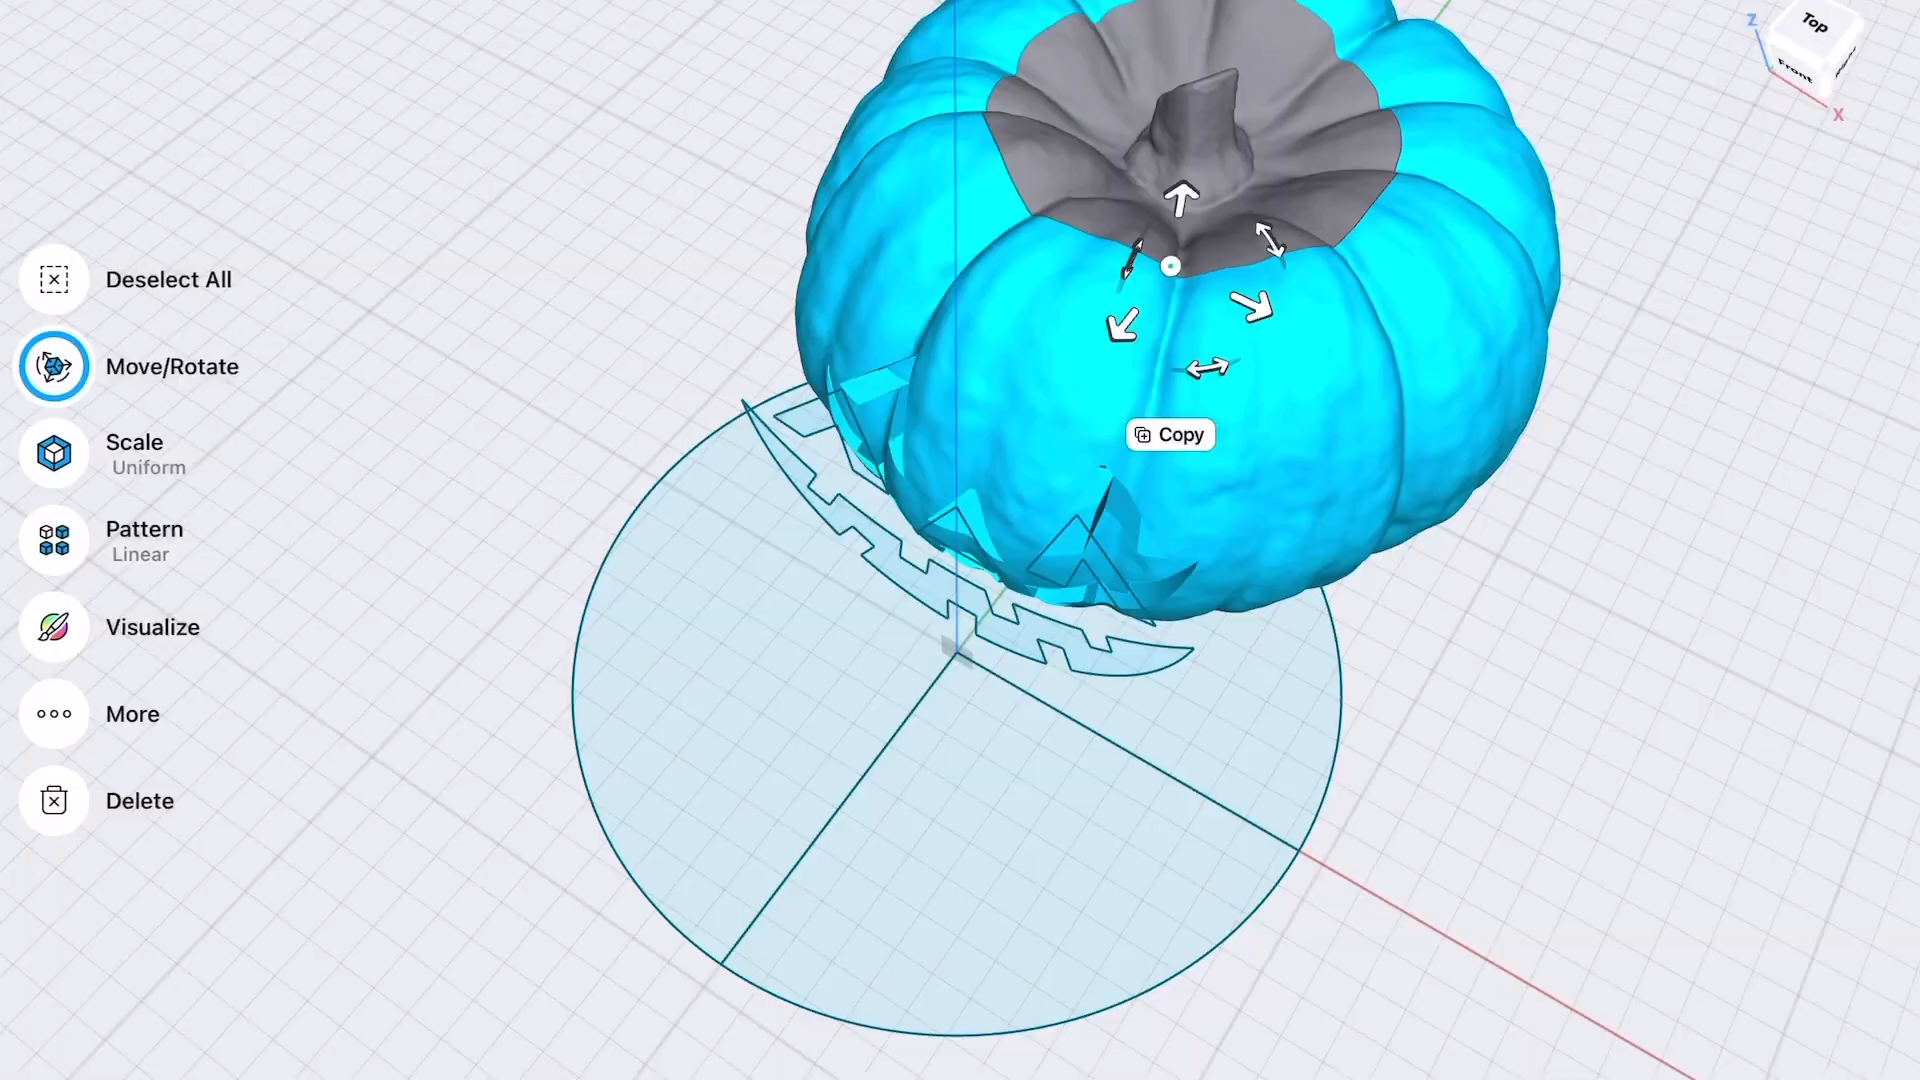 Z
Top
Front
X
Deselect All
Move/Rotate
Scale
Uniform
Copy
Pattern
Linear
Visualize
More
Delete